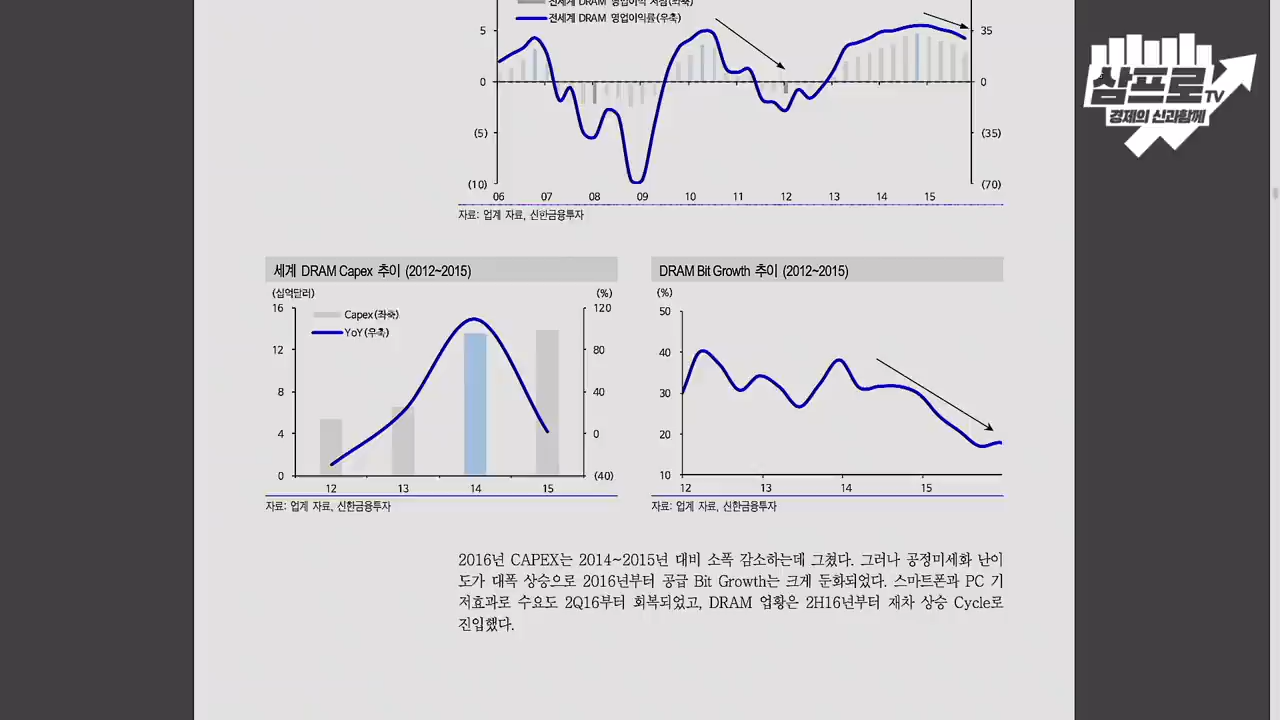 전세계 DRAM 영업이익 저점(좌축)
전세계 DRAM 영업이익률(우축)
5
35
0
0
(5)
(35)
(10)
(70)
06 07 08 09 10 11 12 13 14 15
자료: 업계 자료, 신한금융투자
삼프로TV
경제의 신과함께
세계 DRAM Capex 추이 (2012~2015)
(십억달러)
(%)
Capex(좌축)
YoY(우축)
16
120
12
80
8
40
4
0
0
(40)
12 13 14 15
자료: 업계 자료, 신한금융투자
DRAM Bit Growth 추이 (2012~2015)
(%)
50
40
30
20
10
12 13 14 15
자료: 업계 자료, 신한금융투자
2016년 CAPEX는 2014~2015년 대비 소폭 감소하는데 그쳤다. 그러나 공정미세화 난이
도가 대폭 상승으로 2016년부터 공급 Bit Growth는 크게 둔화되었다. 스마트폰과 PC 기
저효과로 수요도 2Q16부터 회복되었고, DRAM 업황은 2H16년부터 재차 상승 Cycle로
진입했다.